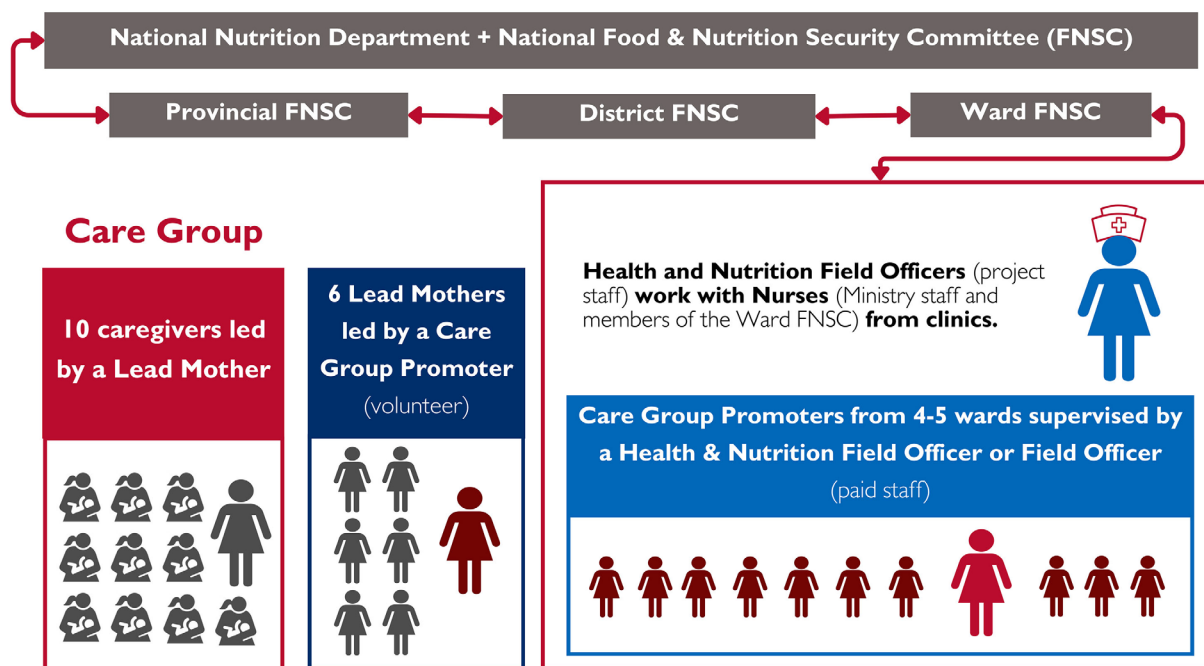 National Nutrition Department + National Food & Nutrition Security Committee (FNSC)
Provincial FNSC
District FNSC
Ward FNSC
Care Group
10 caregivers led
by a Lead Mother
6 Lead Mothers
led by a Care
Group Promoter
(volunteer)
Health and Nutrition Field Officers (project
staff) work with Nurses (Ministry staff and
members of the Ward FNSC) from clinics.
Care Group Promoters from 4-5 wards supervised by
a Health & Nutrition Field Officer or Field Officer
(paid staff)